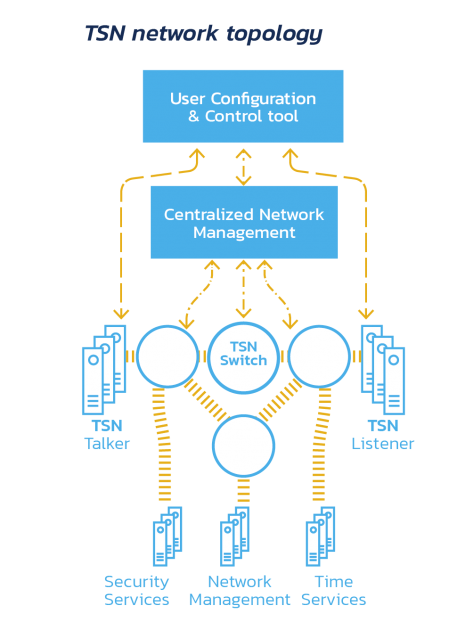 TSN network topology
User Configuration
& Control tool
Centralized Network
Management
TSN
Switch
TSN
Talker
TSN
Listener
Security
Services
Network
Management
Time
Services